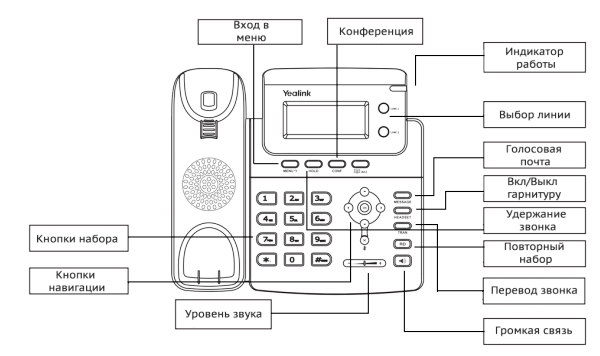 Вход в
меню
Конференция
Индикатор
работы
Yealink
LINE 1
Выбор линии
LINE 2
Голосовая
почта
MENU
HOLD
CONF
MESSAGE
Вкл/Выкл
гарнитуру
1
2
3
HEADSET
Удержание
звонка
4
5
6
OK
TRAN
Кнопки набора
7
8
9
RD
Повторный
набор
Кнопки
навигации
*
0
#
Перевод звонка
Уровень звука
Громкая связь